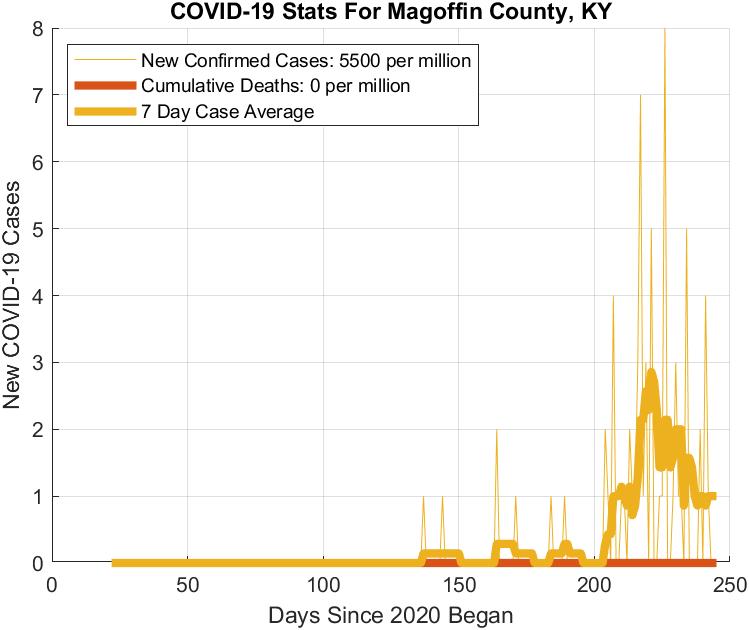 COVID-19 Stats For Magoffin County, KY
New Confirmed Cases: 5500 per million
Cumulative Deaths: 0 per million
7 Day Case Average
New COVID-19 Cases
8
7
6
5
4
3
2
1
0
0 50 100 150 200 250
Days Since 2020 Began